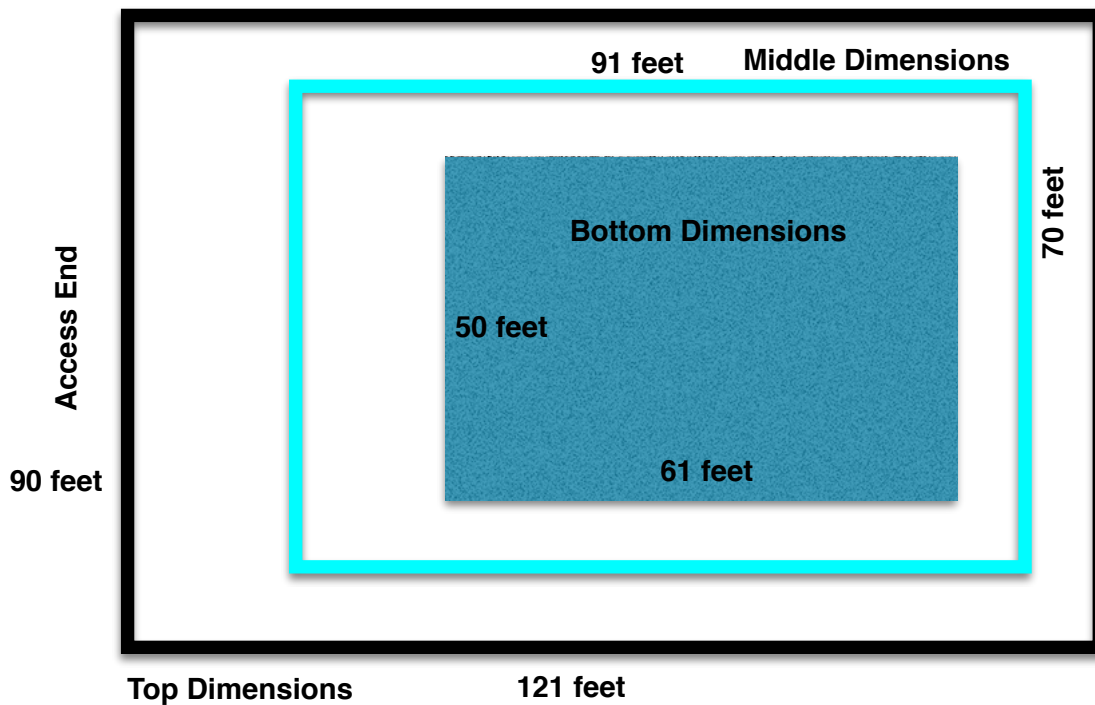 91 feet
Middle Dimensions
70 feet
Bottom Dimensions
Access End
50 feet
61 feet
90 feet
Top Dimensions
121 feet